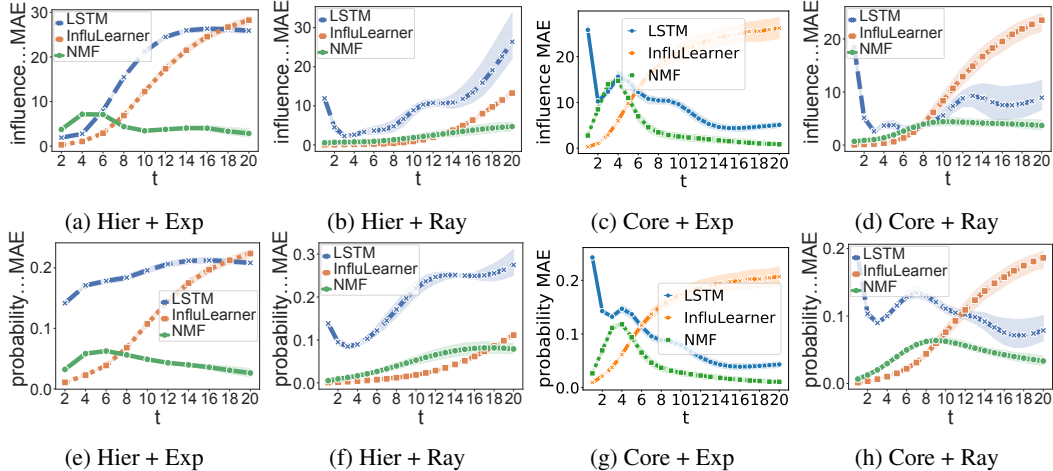 influence...MAE
30
20
10
0
LSTM
InfluLearner
NMF
2 4 6 8 10 12 14 16 18 20
t
(a) Hier + Exp
influence...MAE
30
20
10
0
LSTM
InfluLearner
NMF
2 4 6 8 10 12 14 16 18 20
t
(b) Hier + Ray
influence MAE
20
10
0
LSTM
InfluLearner
NMF
2 4 6 8 10 12 14 16 18 20
t
(c) Core + Exp
influence...MAE
20
10
0
LSTM
InfluLearner
NMF
2 4 6 8 10 12 14 16 18 20
t
(d) Core + Ray
probability...MAE
0.2
0.1
0.0
LSTM
InfluLearner
NMF
2 4 6 8 10 12 14 16 18 20
t
(e) Hier + Exp
probability...MAE
0.3
0.2
0.1
0.0
LSTM
InfluLearner
NMF
2 4 6 8 10 12 14 16 18 20
t
(f) Hier + Ray
probability MAE
0.2
0.1
0.0
LSTM
InfluLearner
NMF
2 4 6 8 10 12 14 16 18 20
t
(g) Core + Exp
probability...MAE
0.2
0.1
0.0
LSTM
InfluLearner
NMF
2 4 6 8 10 12 14 16 18 20
t
(h) Core + Ray